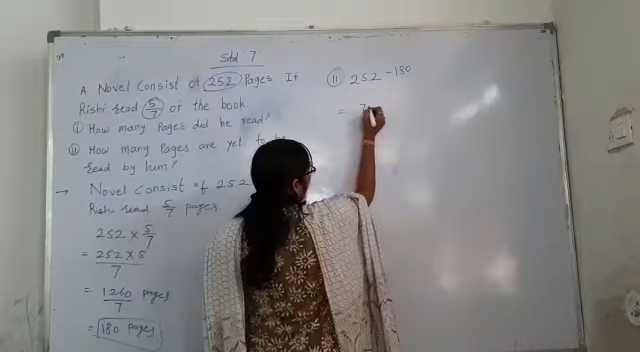 Std 7
A Novel Consist of 252 Pages If
Rishi read 5/7 of the book
(i) How many Pages did he read?
(ii) How many Pages are yet to be
read by him?
→ Novel Consist of 252
Rishi read 5/7 pages
252 × 5/7
= 252 × 5 / 7
= 1260 / 7 pages
= 180 pages
(ii) 252 - 180
= 7